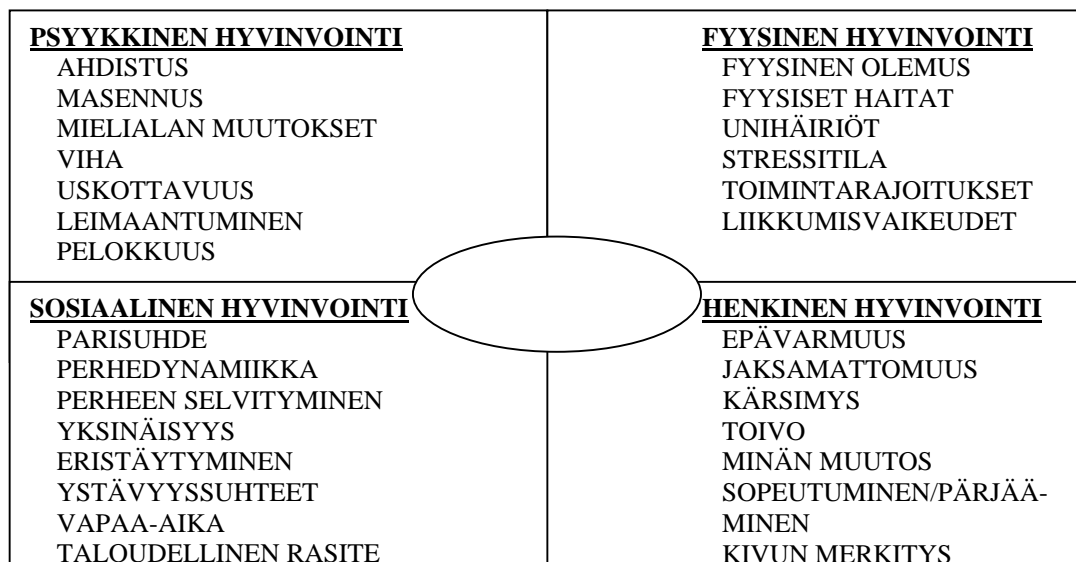 PSYYKKINEN HYVINVOINTI
AHDISTUS
MASENNUS
MIELIALAN MUUTOKSET
VIHA
USKOTTAVUUS
LEIMAANTUMINEN
PELOKKUUS
FYYSINEN HYVINVOINTI
FYYSINEN OLEMUS
FYYSISET HAITAT
UNIHÄIRIÖT
STRESSITILA
TOIMINTARAJOITUKSET
LIIKKUMISVAIKEUDET
SOSIAALINEN HYVINVOINTI
PARISUHDE
PERHEDYNAMIIKKA
PERHEEN SELVITYMINEN
YKSINÄISYYS
ERISTÄYTYMINEN
YSTÄVYYSSUHTEET
VAPAA-AIKA
TALOUDELLINEN RASITE
HENKINEN HYVINVOINTI
EPÄVARMUUS
JAKSAMATTOMUUS
KÄRSIMYS
TOIVO
MINÄN MUUTOS
SOPEUTUMINEN/PÄRJÄÄ-
MINEN
KIVUN MERKITYS